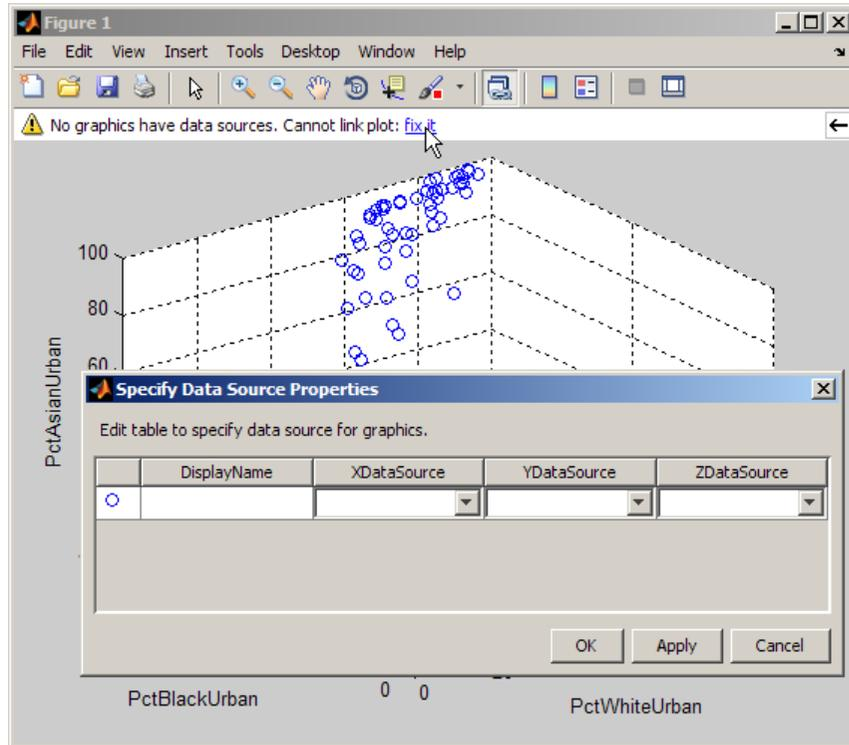 Figure 1
File Edit View Insert Tools Desktop Window Help
No graphics have data sources. Cannot link plot: fix it
100
80
60
PctAsianUrban
Specify Data Source Properties
Edit table to specify data source for graphics.
DisplayName XDataSource YDataSource ZDataSource
OK Apply Cancel
0 0
PctBlackUrban
PctWhiteUrban